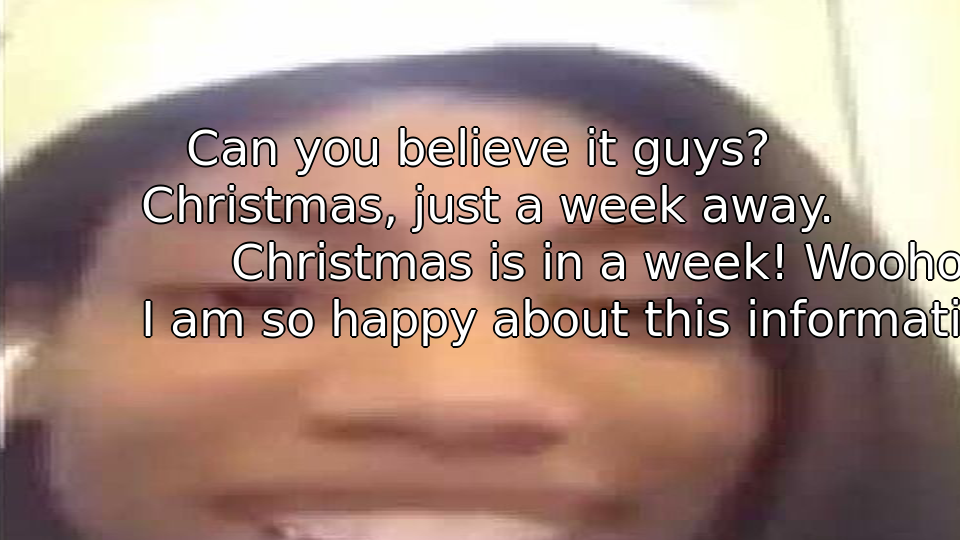 Can you believe it guys?
Christmas, just a week away.
Christmas is in a week! Wooho
I am so happy about this informati